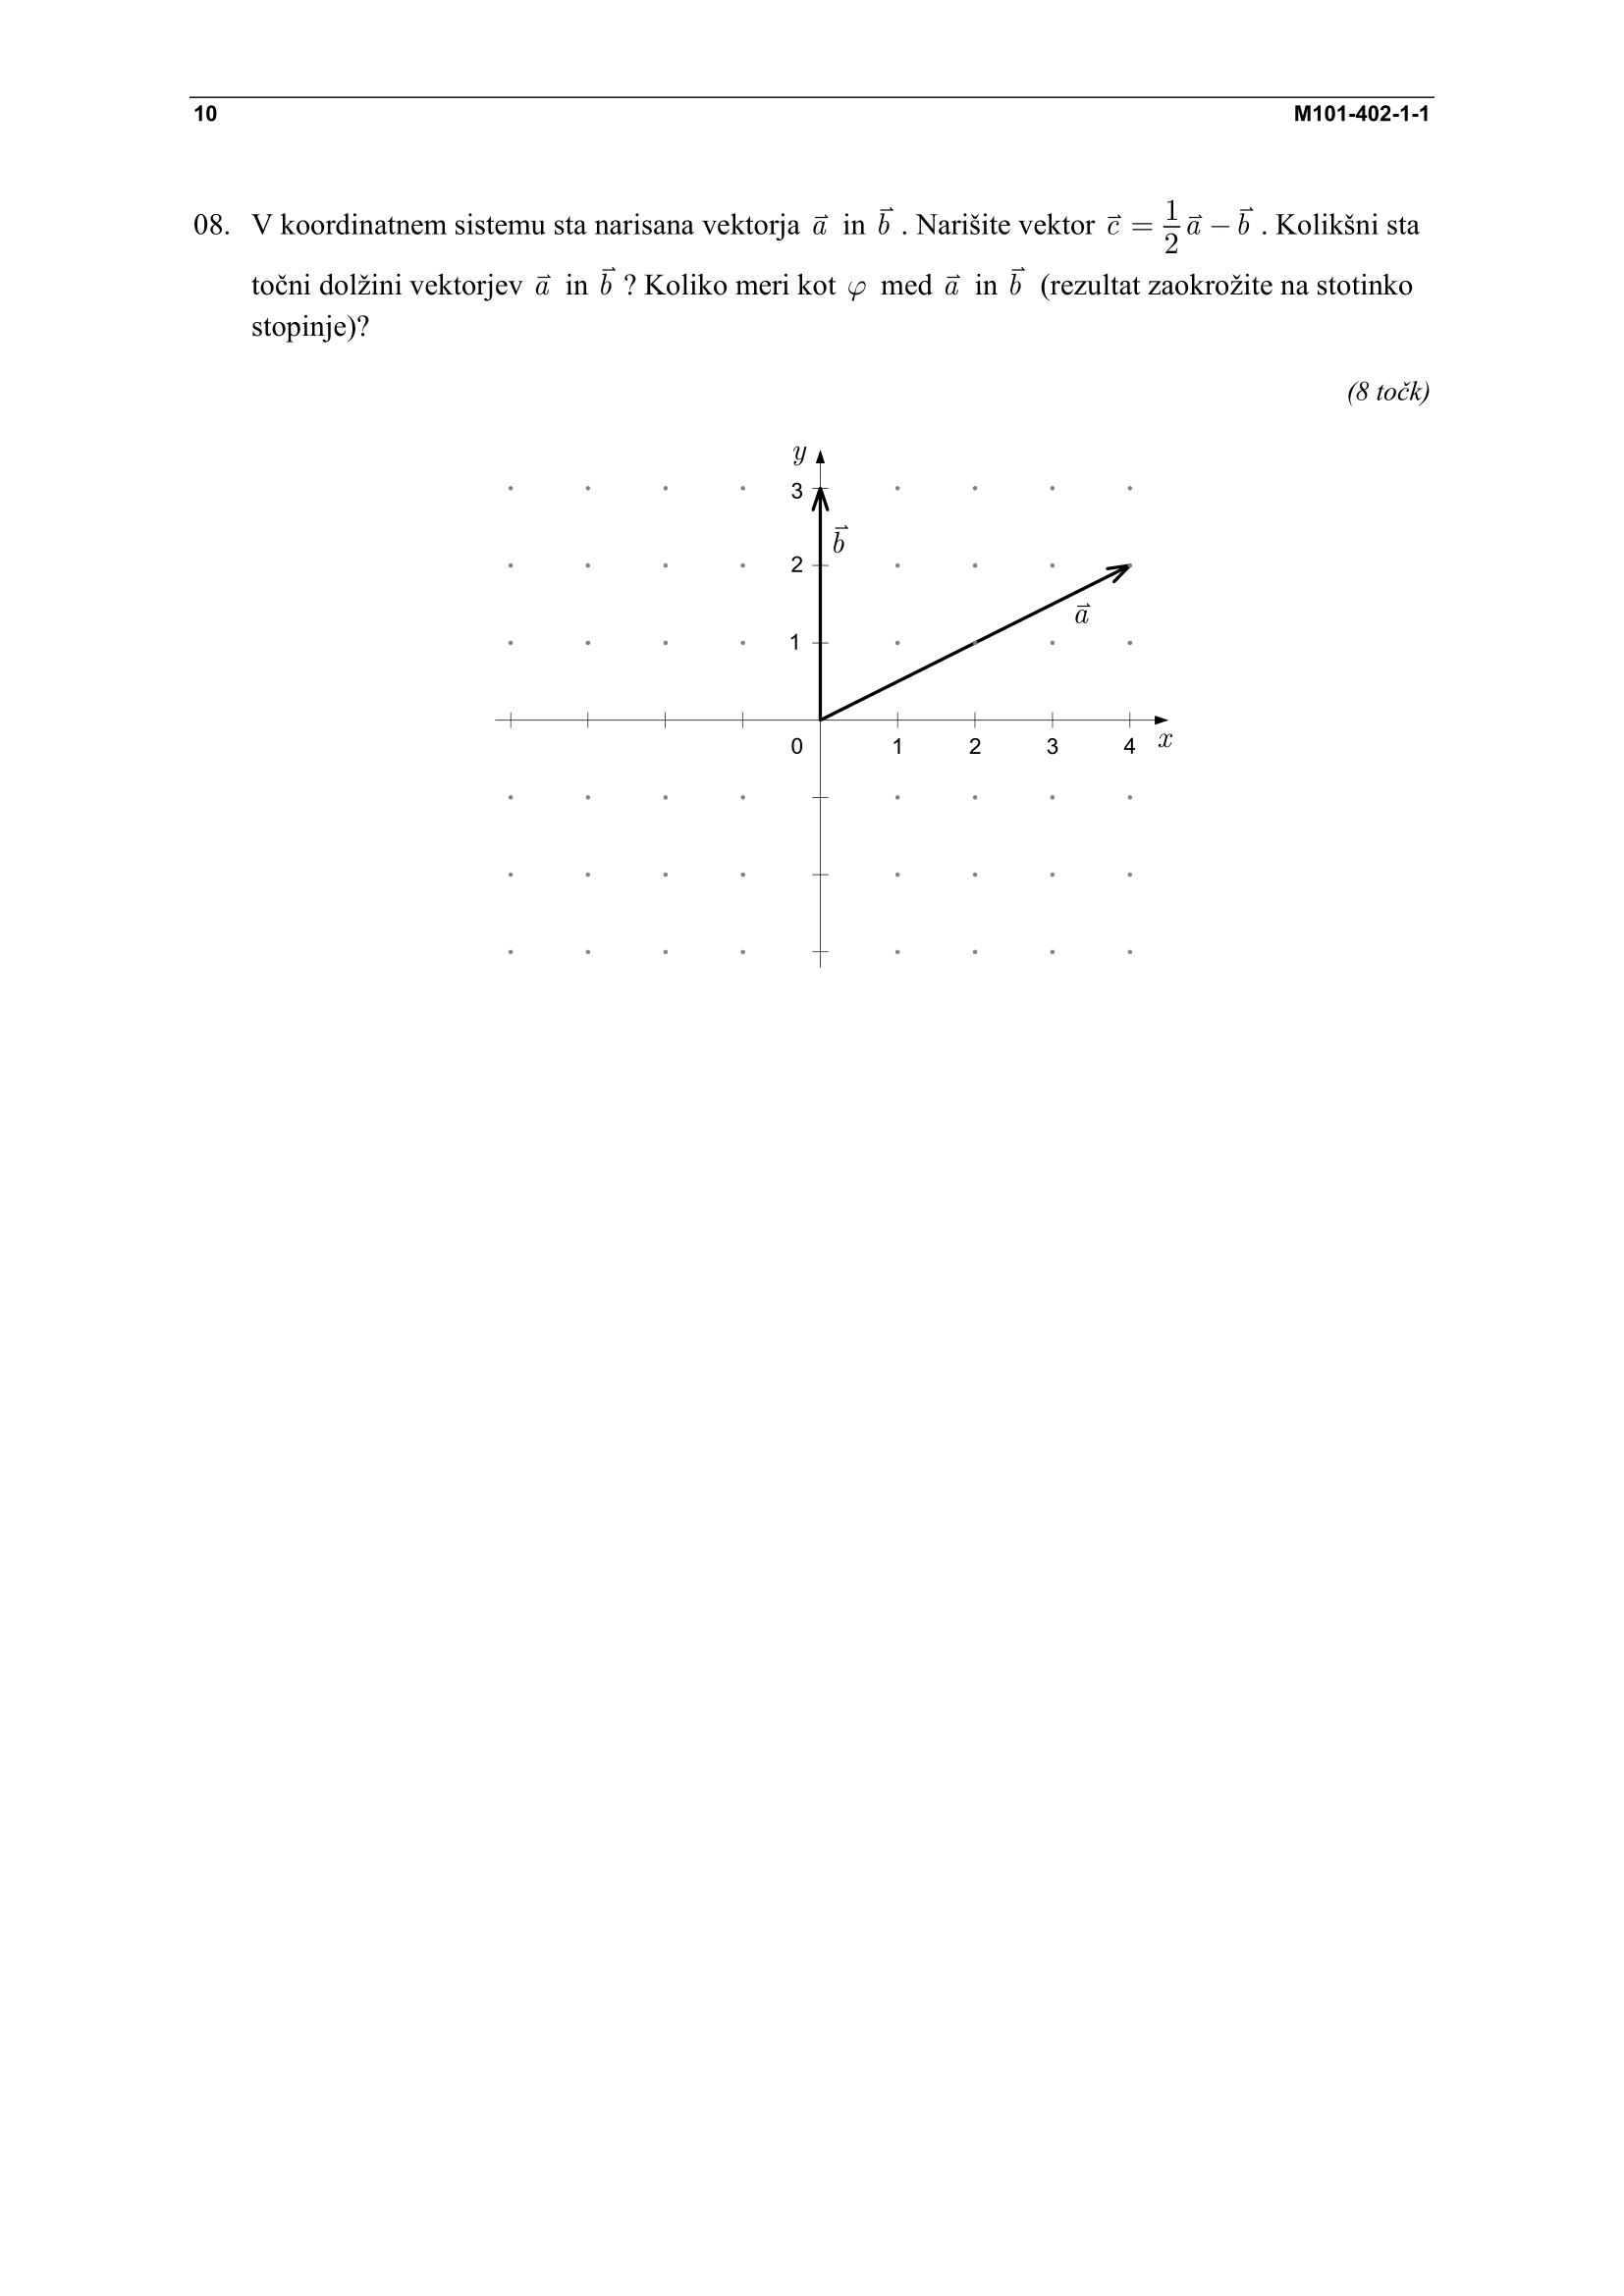 10 M101-402-1-1
08. V koordinatnem sistemu sta narisana vektorja $\vec{a}$ in $\vec{b}$ . Narišite vektor $\vec{c} = \frac{1}{2}\vec{a} - \vec{b}$ . Kolikšni sta
točni dolžini vektorjev $\vec{a}$ in $\vec{b}$ ? Koliko meri kot $\varphi$ med $\vec{a}$ in $\vec{b}$ (rezultat zaokrožite na stotinko
stopinje)?
(8 točk)
y
3
$\vec{b}$
2
$\vec{a}$
1
0 1 2 3 4 x